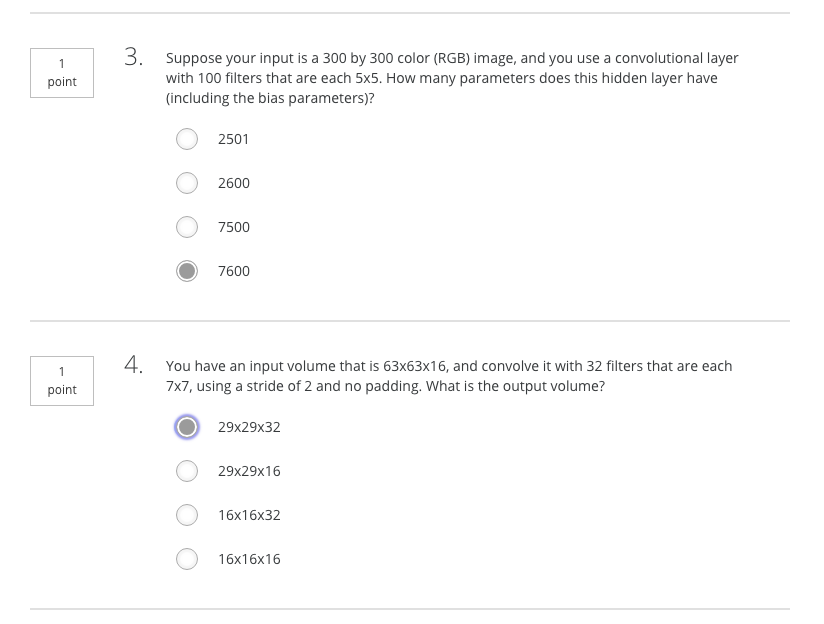 1
point
3.
Suppose your input is a 300 by 300 color (RGB) image, and you use a convolutional layer
with 100 filters that are each 5x5. How many parameters does this hidden layer have
(including the bias parameters)?
2501
2600
7500
7600
1
point
4.
You have an input volume that is 63x63x16, and convolve it with 32 filters that are each
7x7, using a stride of 2 and no padding. What is the output volume?
29x29x32
29x29x16
16x16x32
16x16x16